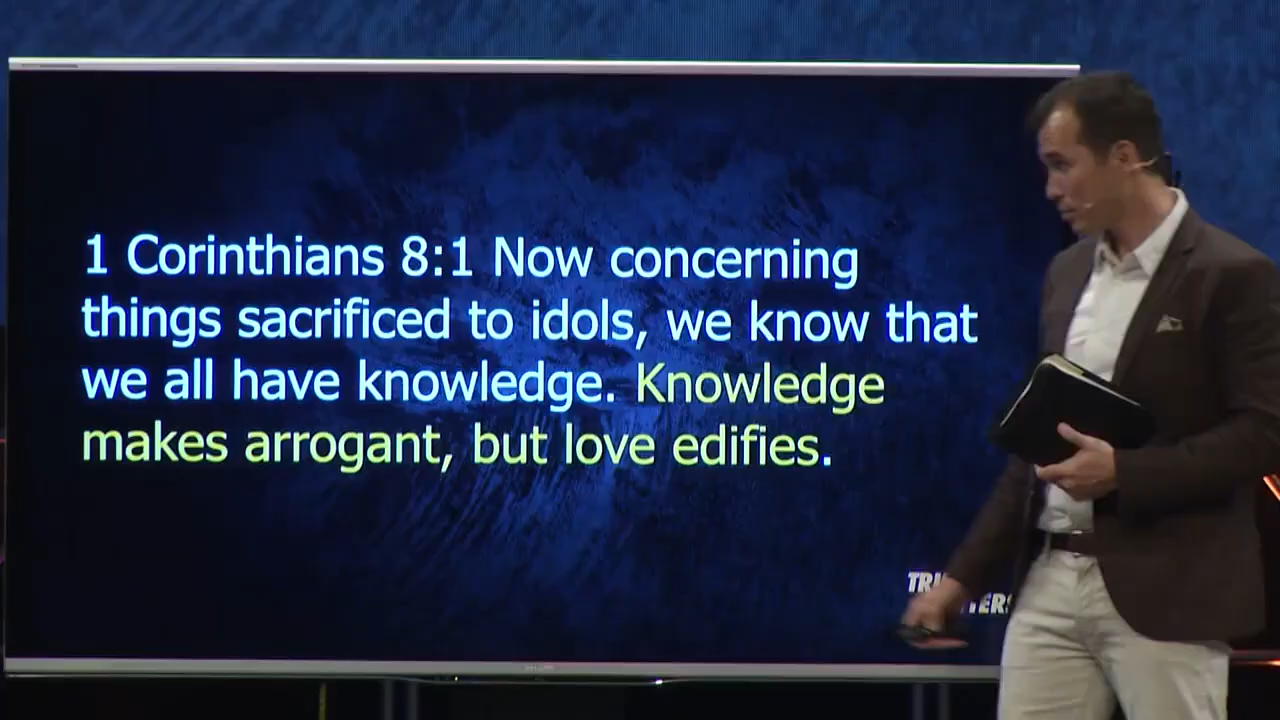 1 Corinthians 8:1 Now concerning
things sacrificed to idols, we know that
we all have knowledge. Knowledge
makes arrogant, but love edifies.